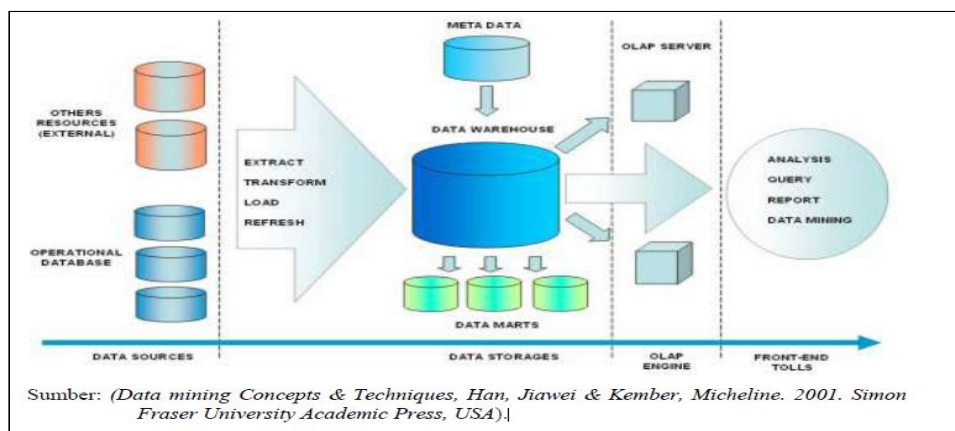 META DATA
OLAP SERVER
OTHERS
RESOURCES
(EXTERNAL)
DATA WAREHOUSE
EXTRACT
TRANSFORM
LOAD
REFRESH
ANALYSIS
QUERY
REPORT
DATA MINING
OPERATIONAL
DATABASE
DATA MARTS
DATA SOURCES
DATA STORAGES
OLAP
ENGINE
FRONT-END
TOLLS
Sumber: (Data mining Concepts & Techniques, Han, Jiawei & Kember, Micheline. 2001. Simon
Fraser University Academic Press, USA).